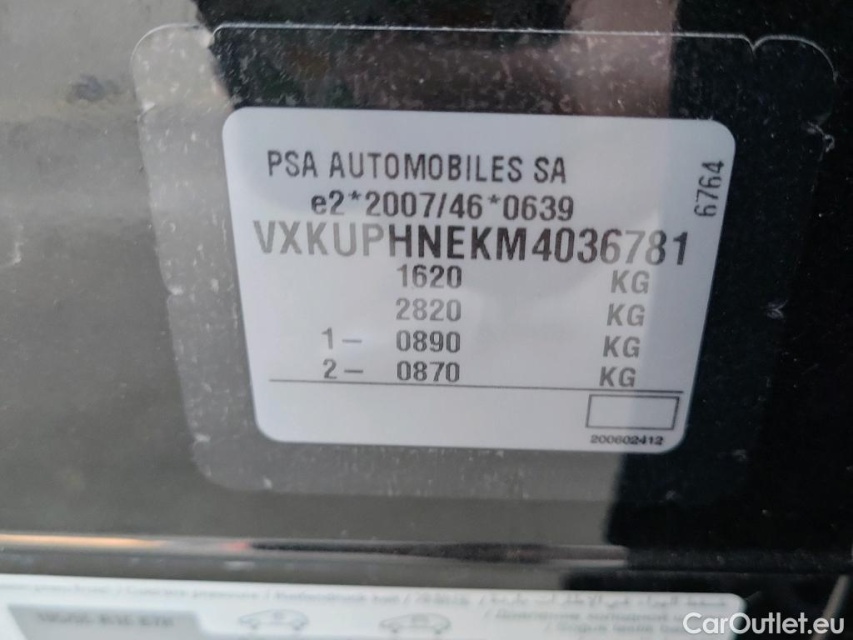 PSA AUTOMOBILES SA
e2*2007/46*0639
VXKUPHNEKM4036781
1620 KG
2820 KG
1– 0890 KG
2– 0870 KG
6764
200602412
CarOutlet.eu